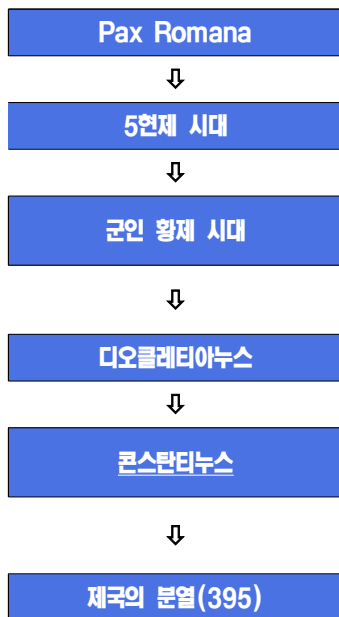 Pax Romana
⇩
5현제 시대
⇩
군인 황제 시대
⇩
디오클레티아누스
⇩
콘스탄티누스
⇩
제국의 분열(395)